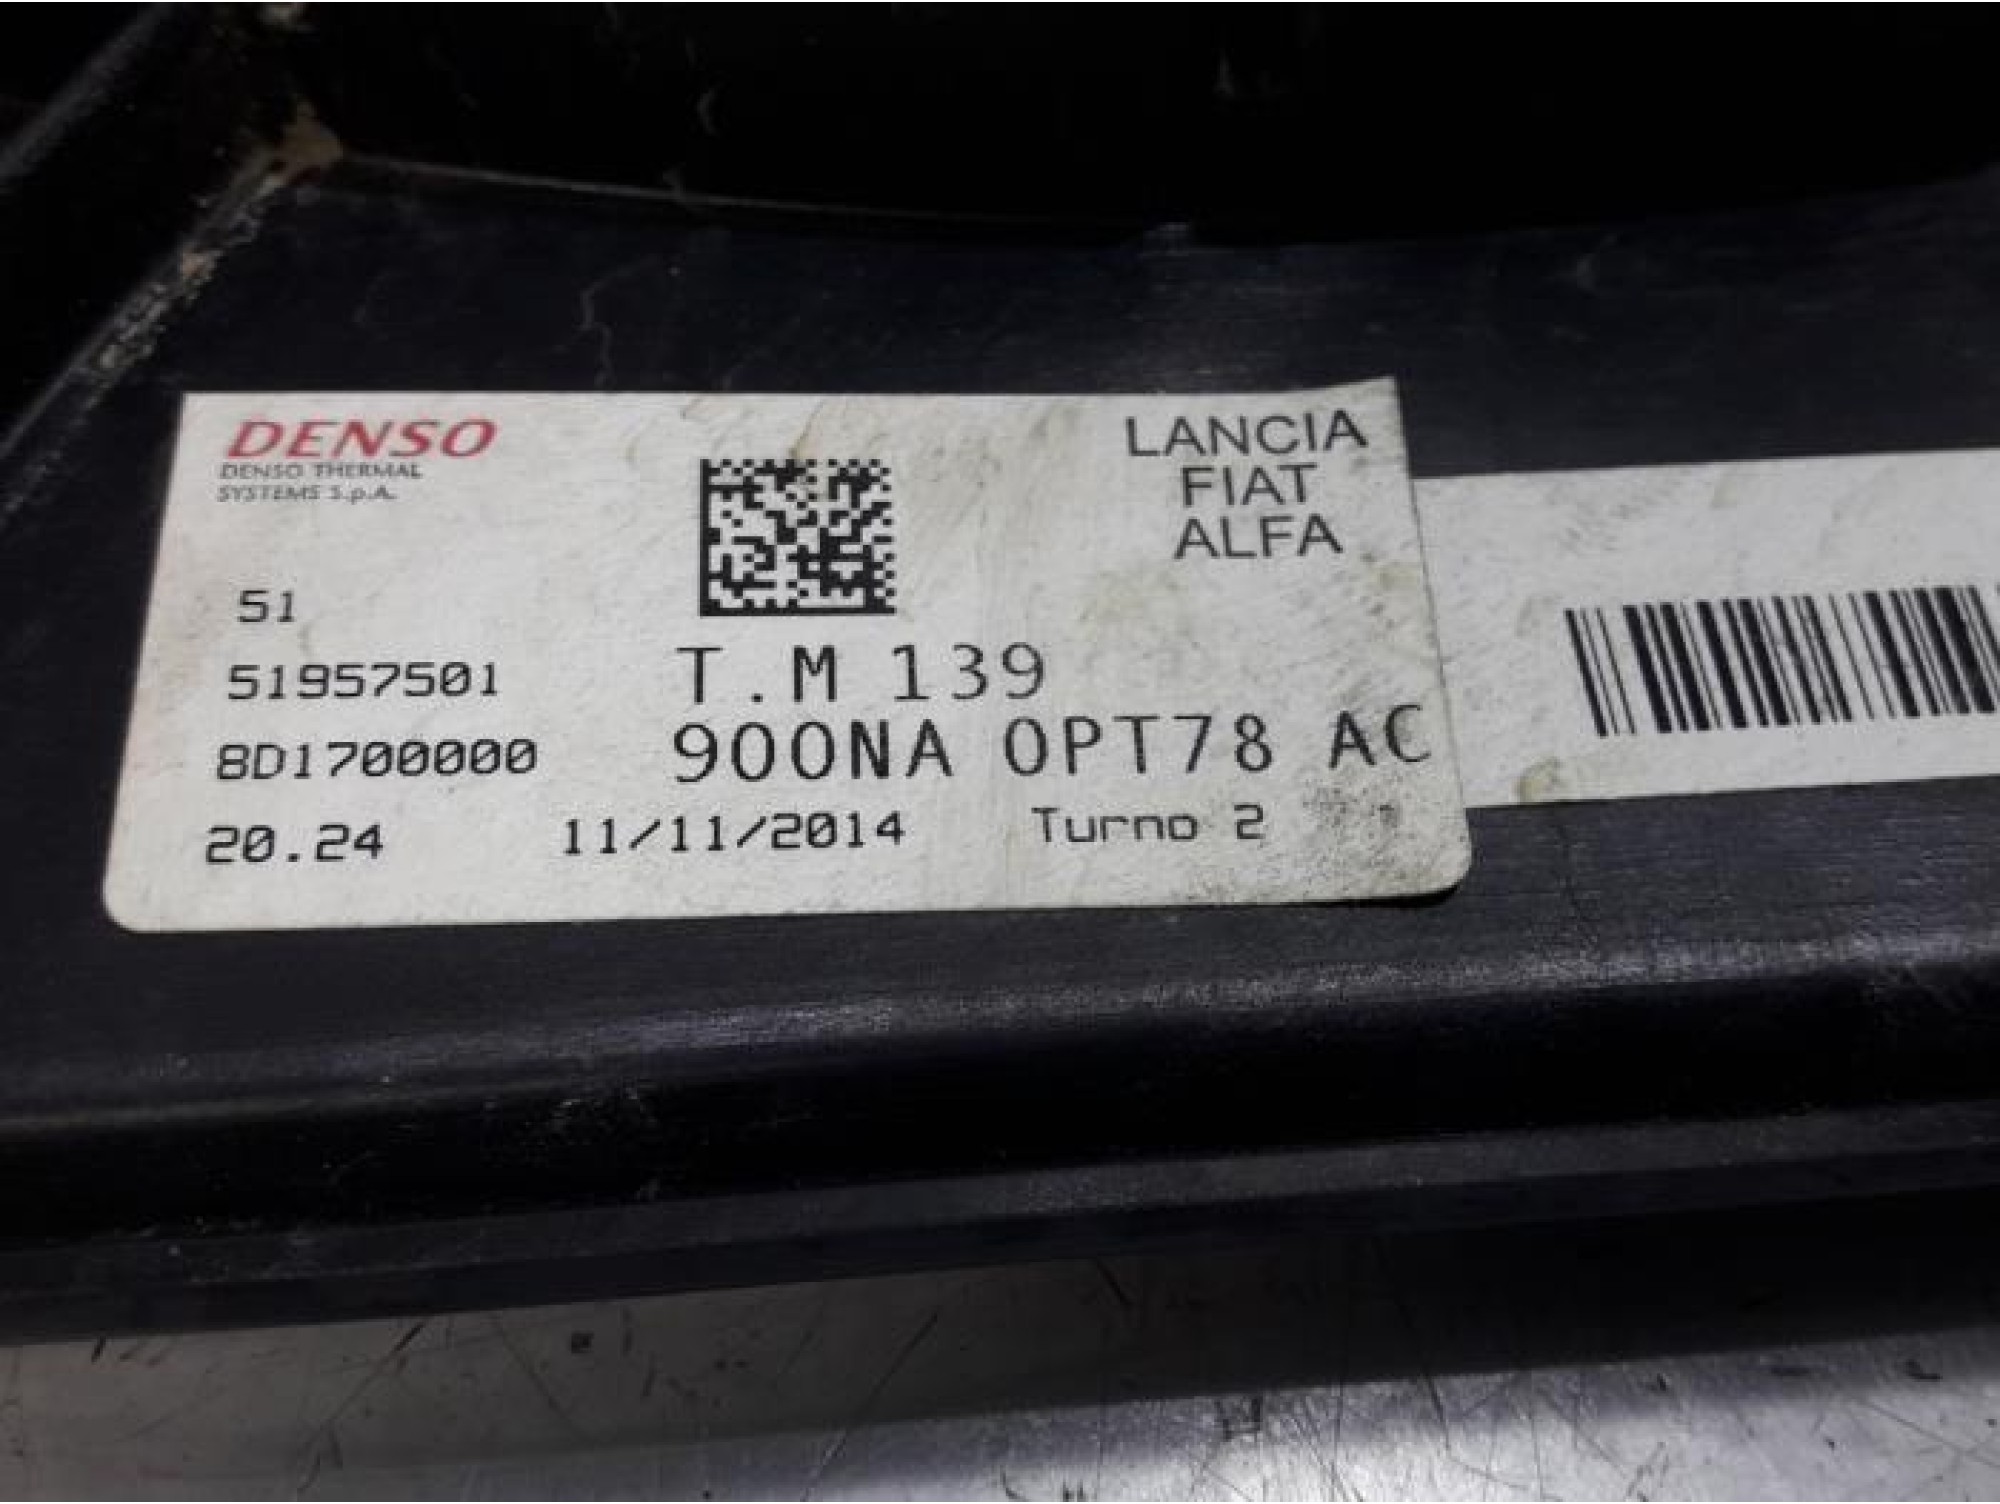 DENSO
DENSO THERMAL
SYSTEMS S.p.A.
LANCIA
FIAT
ALFA
51
51957501 T.M 139
8D1700000 900NA OPT78 AC
20.24 11/11/2014 Turno 2